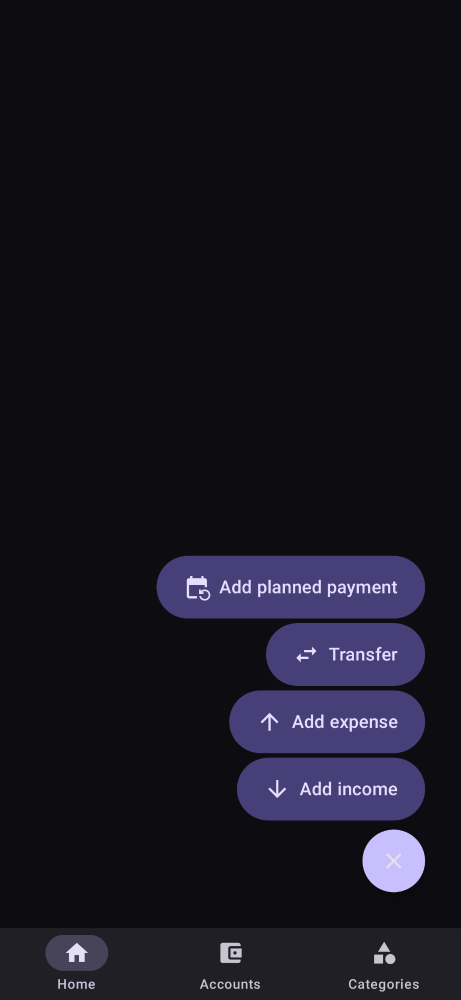 Add planned payment
Transfer
Add expense
Add income
Home
Accounts
Categories